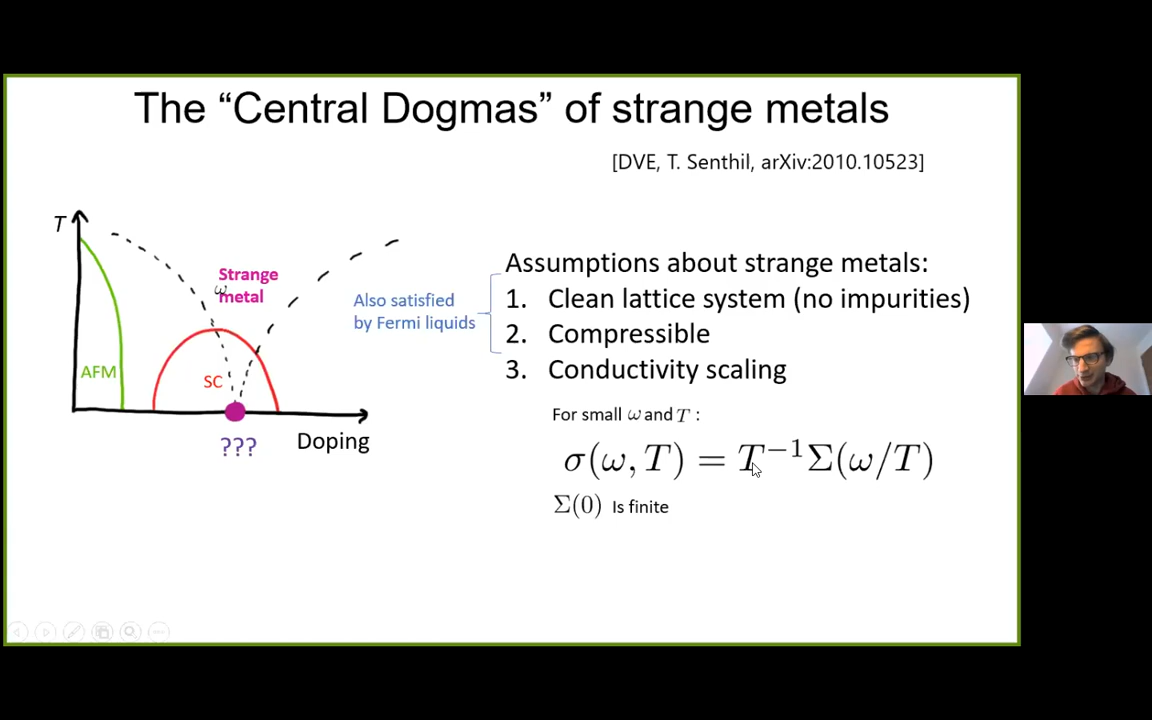 The “Central Dogmas” of strange metals
[DVE, T. Senthil, arXiv:2010.10523]
T
Strange
metal
ω
AFM
SC
???
Doping
Also satisfied
by Fermi liquids
Assumptions about strange metals:
1. Clean lattice system (no impurities)
2. Compressible
3. Conductivity scaling
For small ω and T :
σ(ω, T) = T⁻¹Σ(ω/T)
Σ(0) Is finite